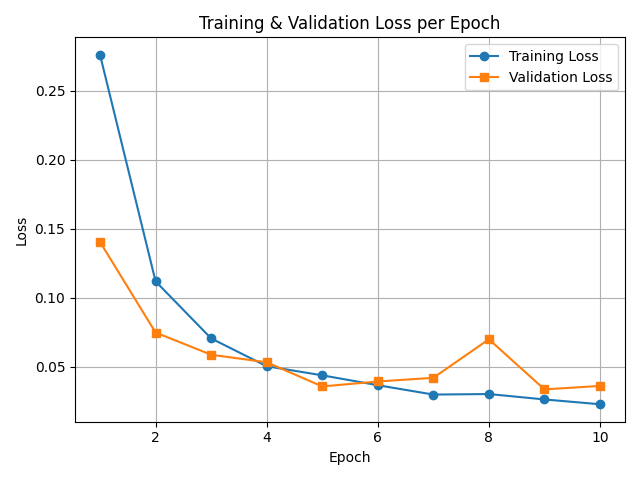 Training & Validation Loss per Epoch
Training Loss
Validation Loss
0.25
0.20
0.15
0.10
0.05
Loss
2 4 6 8 10
Epoch